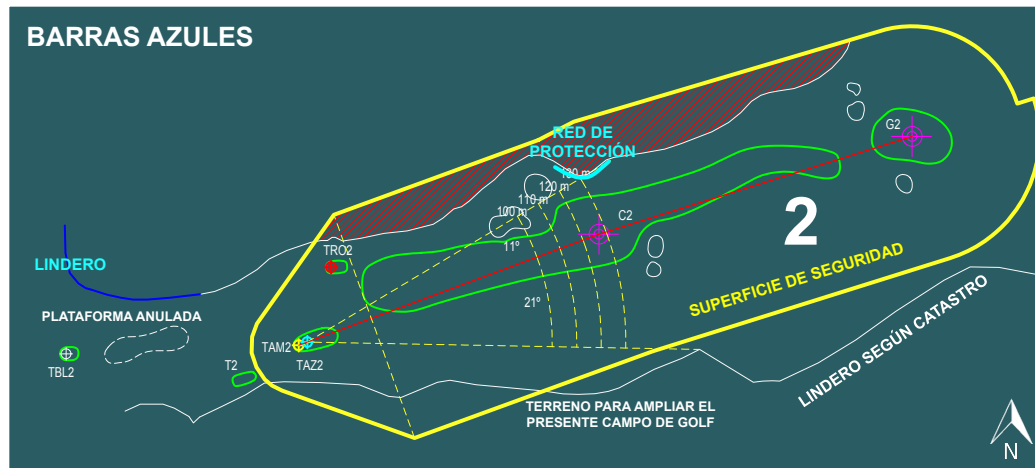 BARRAS AZULES
G2
RED DE
PROTECCIÓN
130 m
120 m
110 m
100 m
C2
2
11º
TRO2
LINDERO
SUPERFICIE DE SEGURIDAD
21º
PLATAFORMA ANULADA
TAM2
TAZ2
T2
TBL2
LINDERO SEGÚN CATASTRO
TERRENO PARA AMPLIAR EL
PRESENTE CAMPO DE GOLF
N